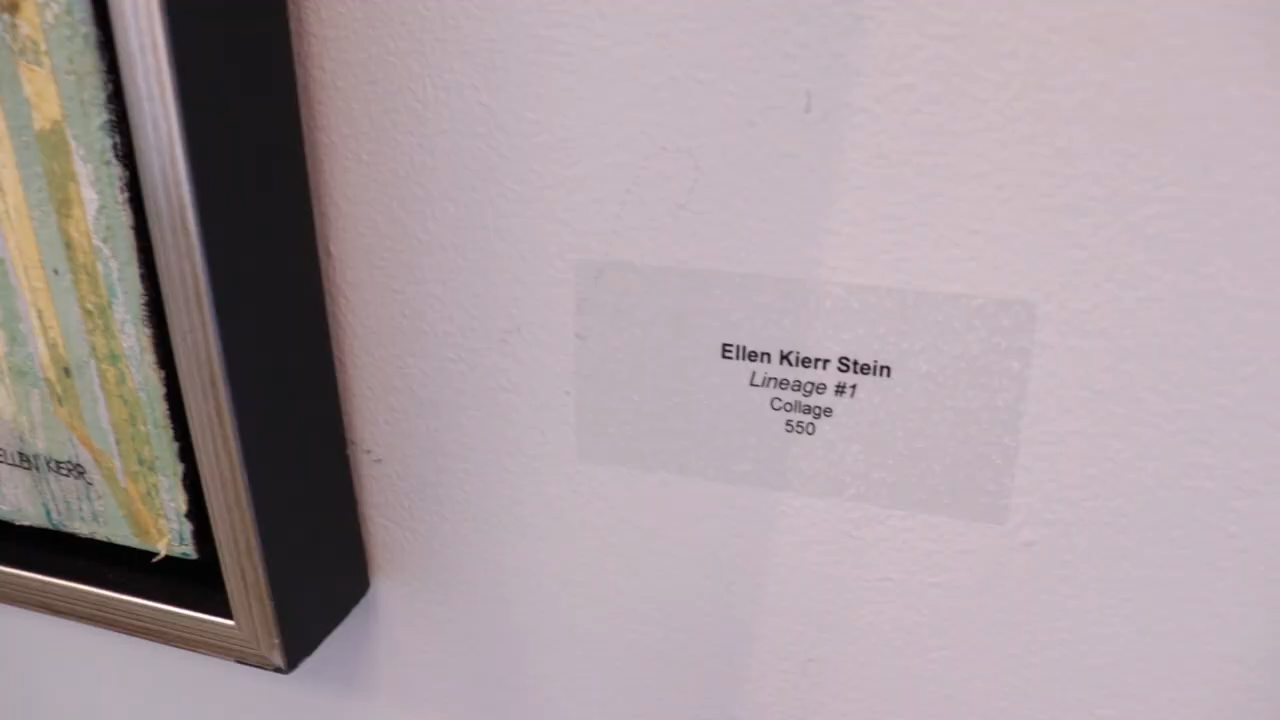 ELLEN KIERR
Ellen Kierr Stein
Lineage #1
Collage
550